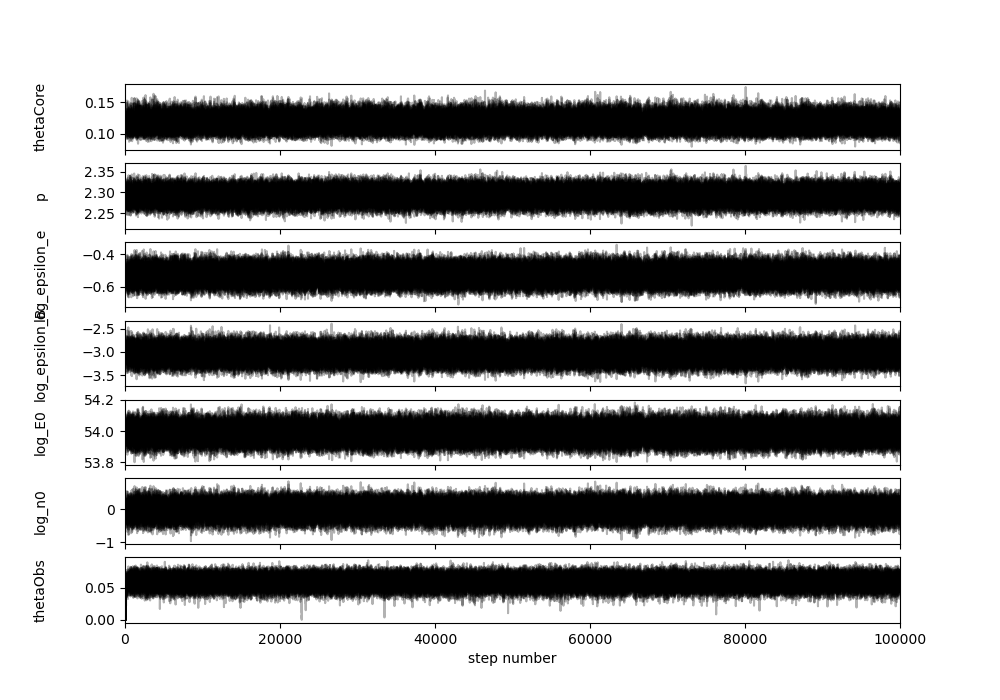 thetaCore
0.15
0.10
p
2.35
2.30
2.25
log_epsilon_e
−0.4
−0.6
log_epsilon_B
−2.5
−3.0
−3.5
log_E0
54.2
54.0
53.8
log_n0
0
−1
thetaObs
0.05
0.00
0 20000 40000 60000 80000 100000
step number